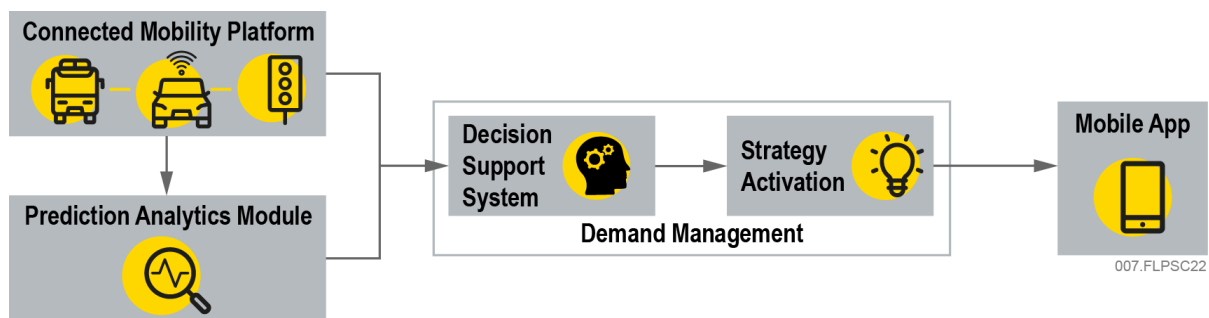 Connected Mobility Platform
Prediction Analytics Module
Decision
Support
System
Strategy
Activation
Demand Management
Mobile App
007.FLPSC22